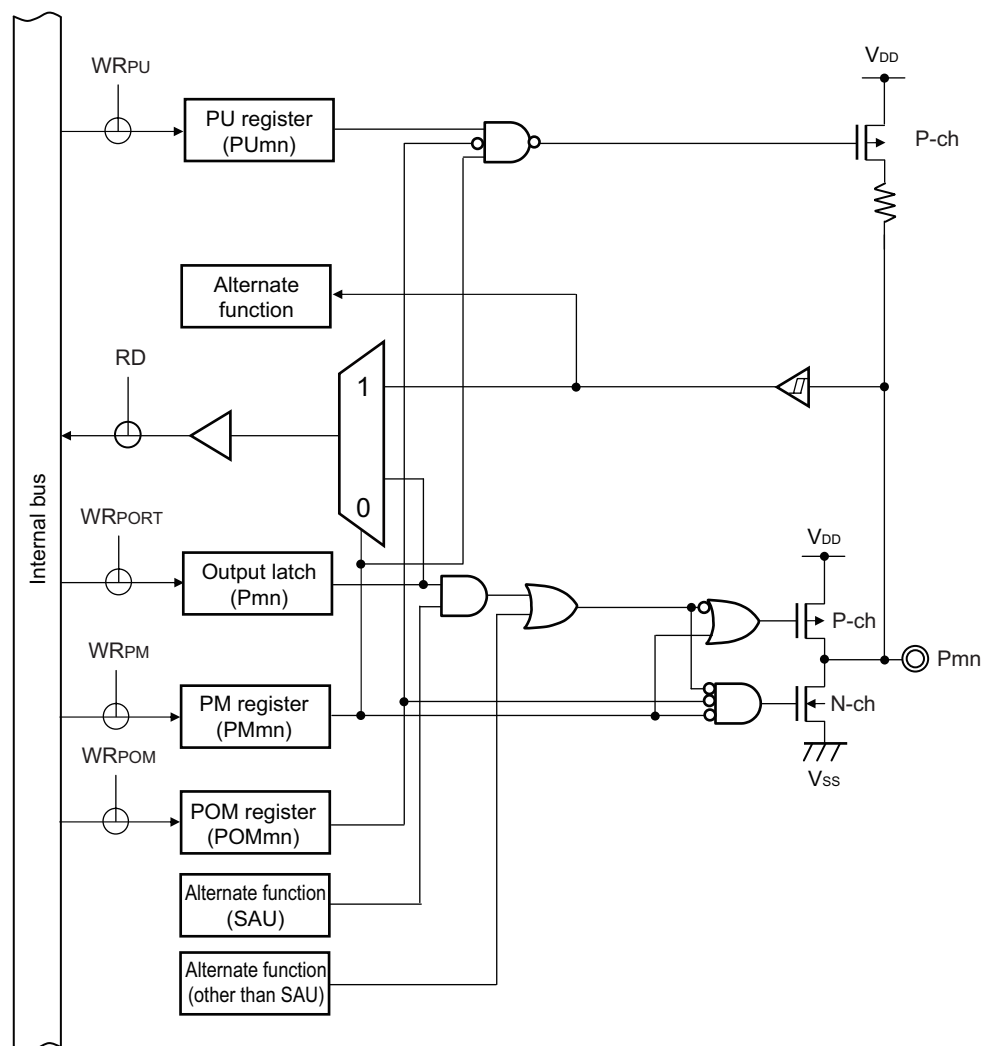 WRPU
PU register
(PUmn)
VDD
P-ch
Alternate
function
RD
1
0
Internal bus
WRPORT
Output latch
(Pmn)
VDD
P-ch
Pmn
WRPM
PM register
(PMmn)
N-ch
VSS
WRPOM
POM register
(POMmn)
Alternate function
(SAU)
Alternate function
(other than SAU)